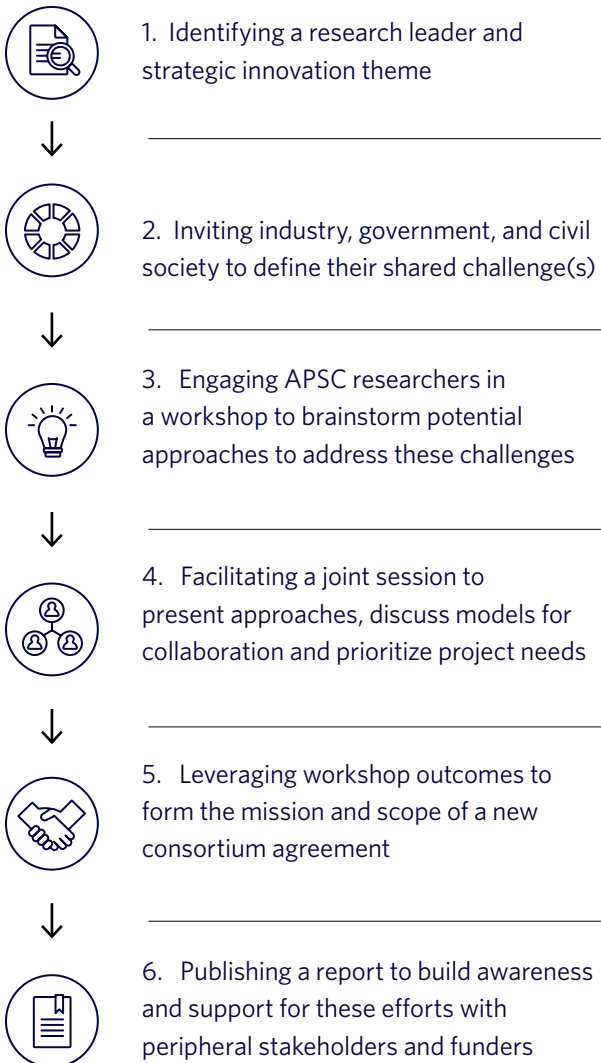 1. Identifying a research leader and
strategic innovation theme
2. Inviting industry, government, and civil
society to define their shared challenge(s)
3. Engaging APSC researchers in
a workshop to brainstorm potential
approaches to address these challenges
4. Facilitating a joint session to
present approaches, discuss models for
collaboration and prioritize project needs
5. Leveraging workshop outcomes to
form the mission and scope of a new
consortium agreement
6. Publishing a report to build awareness
and support for these efforts with
peripheral stakeholders and funders